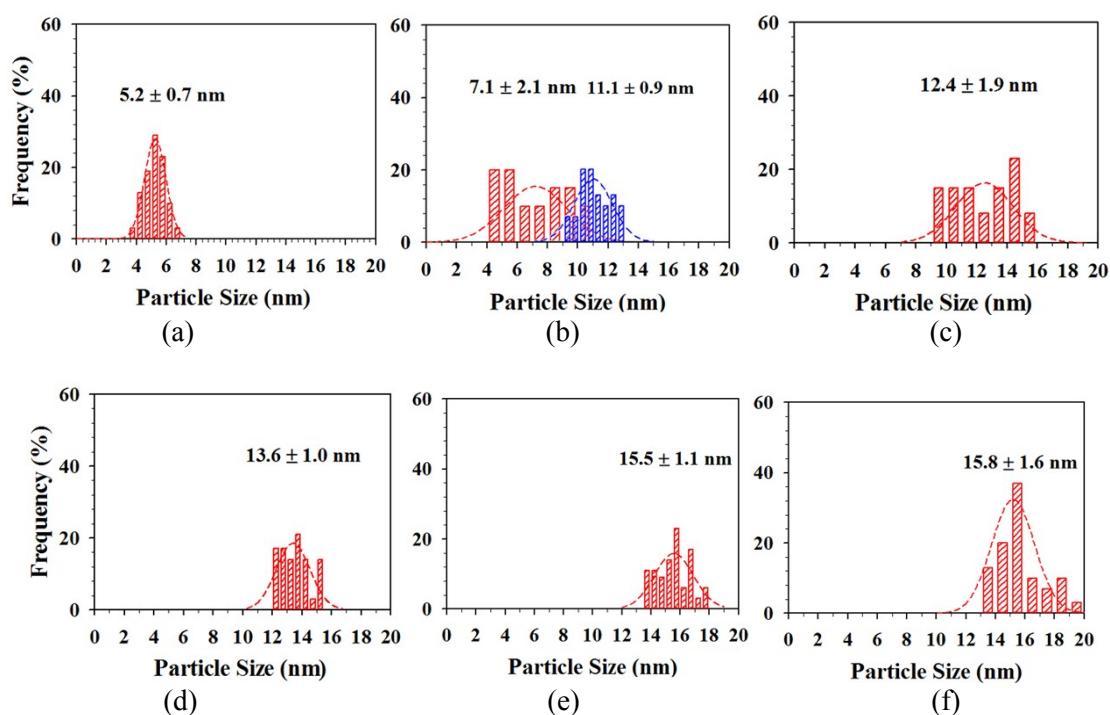 60
40
20
0
Frequency (%)
5.2 ± 0.7 nm
0 2 4 6 8 10 12 14 16 18 20
Particle Size (nm)
(a)
60
40
20
0
7.1 ± 2.1 nm 11.1 ± 0.9 nm
0 2 4 6 8 10 12 14 16 18 20
Particle Size (nm)
(b)
60
40
20
0
12.4 ± 1.9 nm
0 2 4 6 8 10 12 14 16 18 20
Particle Size (nm)
(c)
60
40
20
0
Frequency (%)
13.6 ± 1.0 nm
0 2 4 6 8 10 12 14 16 18 20
Particle Size (nm)
(d)
60
40
20
0
15.5 ± 1.1 nm
0 2 4 6 8 10 12 14 16 18 20
Particle Size (nm)
(e)
60
40
20
0
15.8 ± 1.6 nm
0 2 4 6 8 10 12 14 16 18 20
Particle Size (nm)
(f)